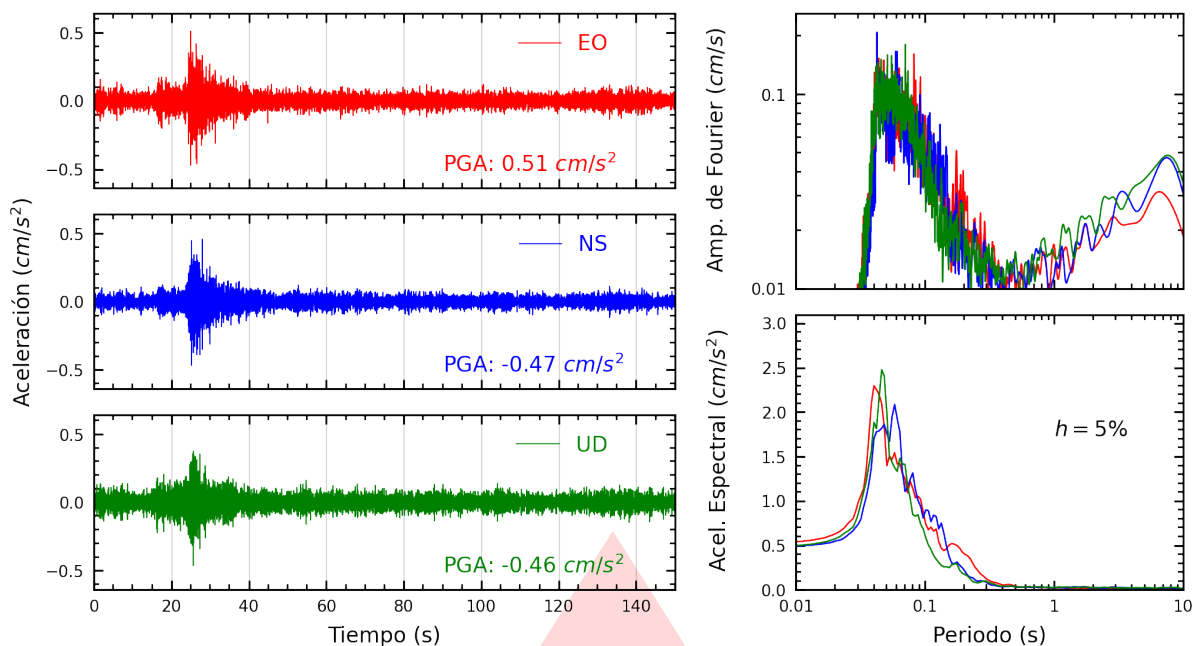 Aceleración (cm/s²)
0.5
0.0
−0.5
EO
PGA: 0.51 cm/s²
0.5
0.0
−0.5
NS
PGA: -0.47 cm/s²
0.5
0.0
−0.5
UD
PGA: -0.46 cm/s²
0 20 40 60 80 100 120 140
Tiempo (s)
Amp. de Fourier (cm/s)
0.1
0.01
Acel. Espectral (cm/s²)
3.0
2.5
2.0
1.5
1.0
0.5
0.0
h = 5%
0.01 0.1 1 10
Periodo (s)